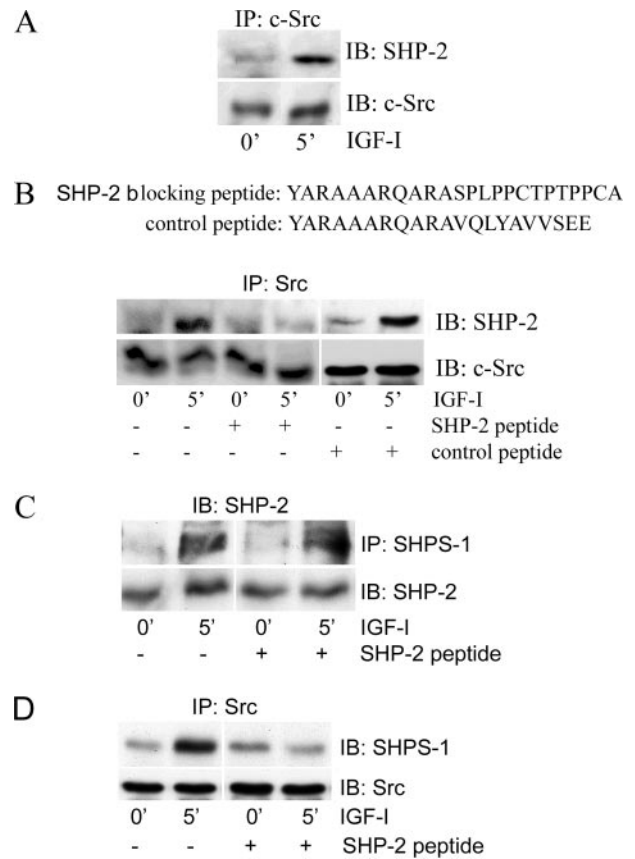 A
IP: c-Src
IB: SHP-2
IB: c-Src
0’ 5’ IGF-I
B SHP-2 blocking peptide: YARAAARQARASPLPPCTPTPPCA
control peptide: YARAAARQARAVQLYAVVSEE
IP: Src
IB: SHP-2
IB: c-Src
0’ 5’ 0’ 5’ 0’ 5’ IGF-I
- - + + - - SHP-2 peptide
- - - - + + control peptide
C
IB: SHP-2
IP: SHPS-1
IB: SHP-2
0’ 5’ 0’ 5’ IGF-I
- - + + SHP-2 peptide
D
IP: Src
IB: SHPS-1
IB: Src
0’ 5’ 0’ 5’ IGF-I
- - + + SHP-2 peptide